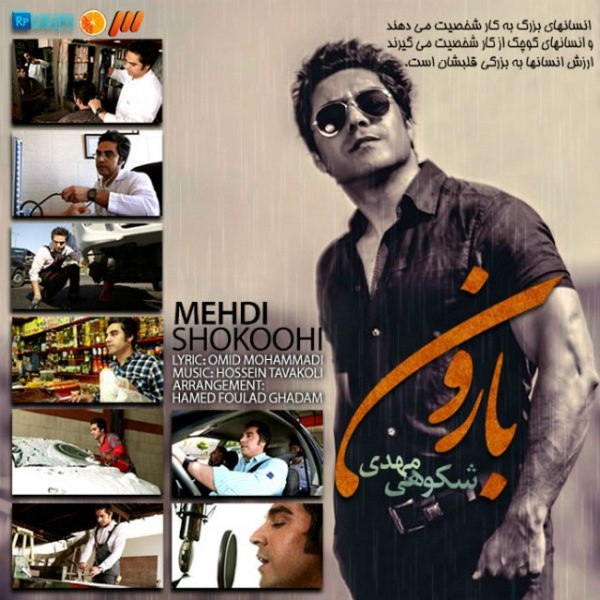 انسانهای بزرگ به کار شخصیت می دهند
و انسانهای کوچک از کار شخصیت می گیرند
ارزش انسانها به بزرگی قلبشان است.
Rp
MEHDI
SHOKOOHI
LYRIC: OMID MOHAMMADI
MUSIC: HOSSEIN TAVAKOLI
ARRANGEMENT:
HAMED FOULAD GHADAM
بارون
مهدی
شکوهی